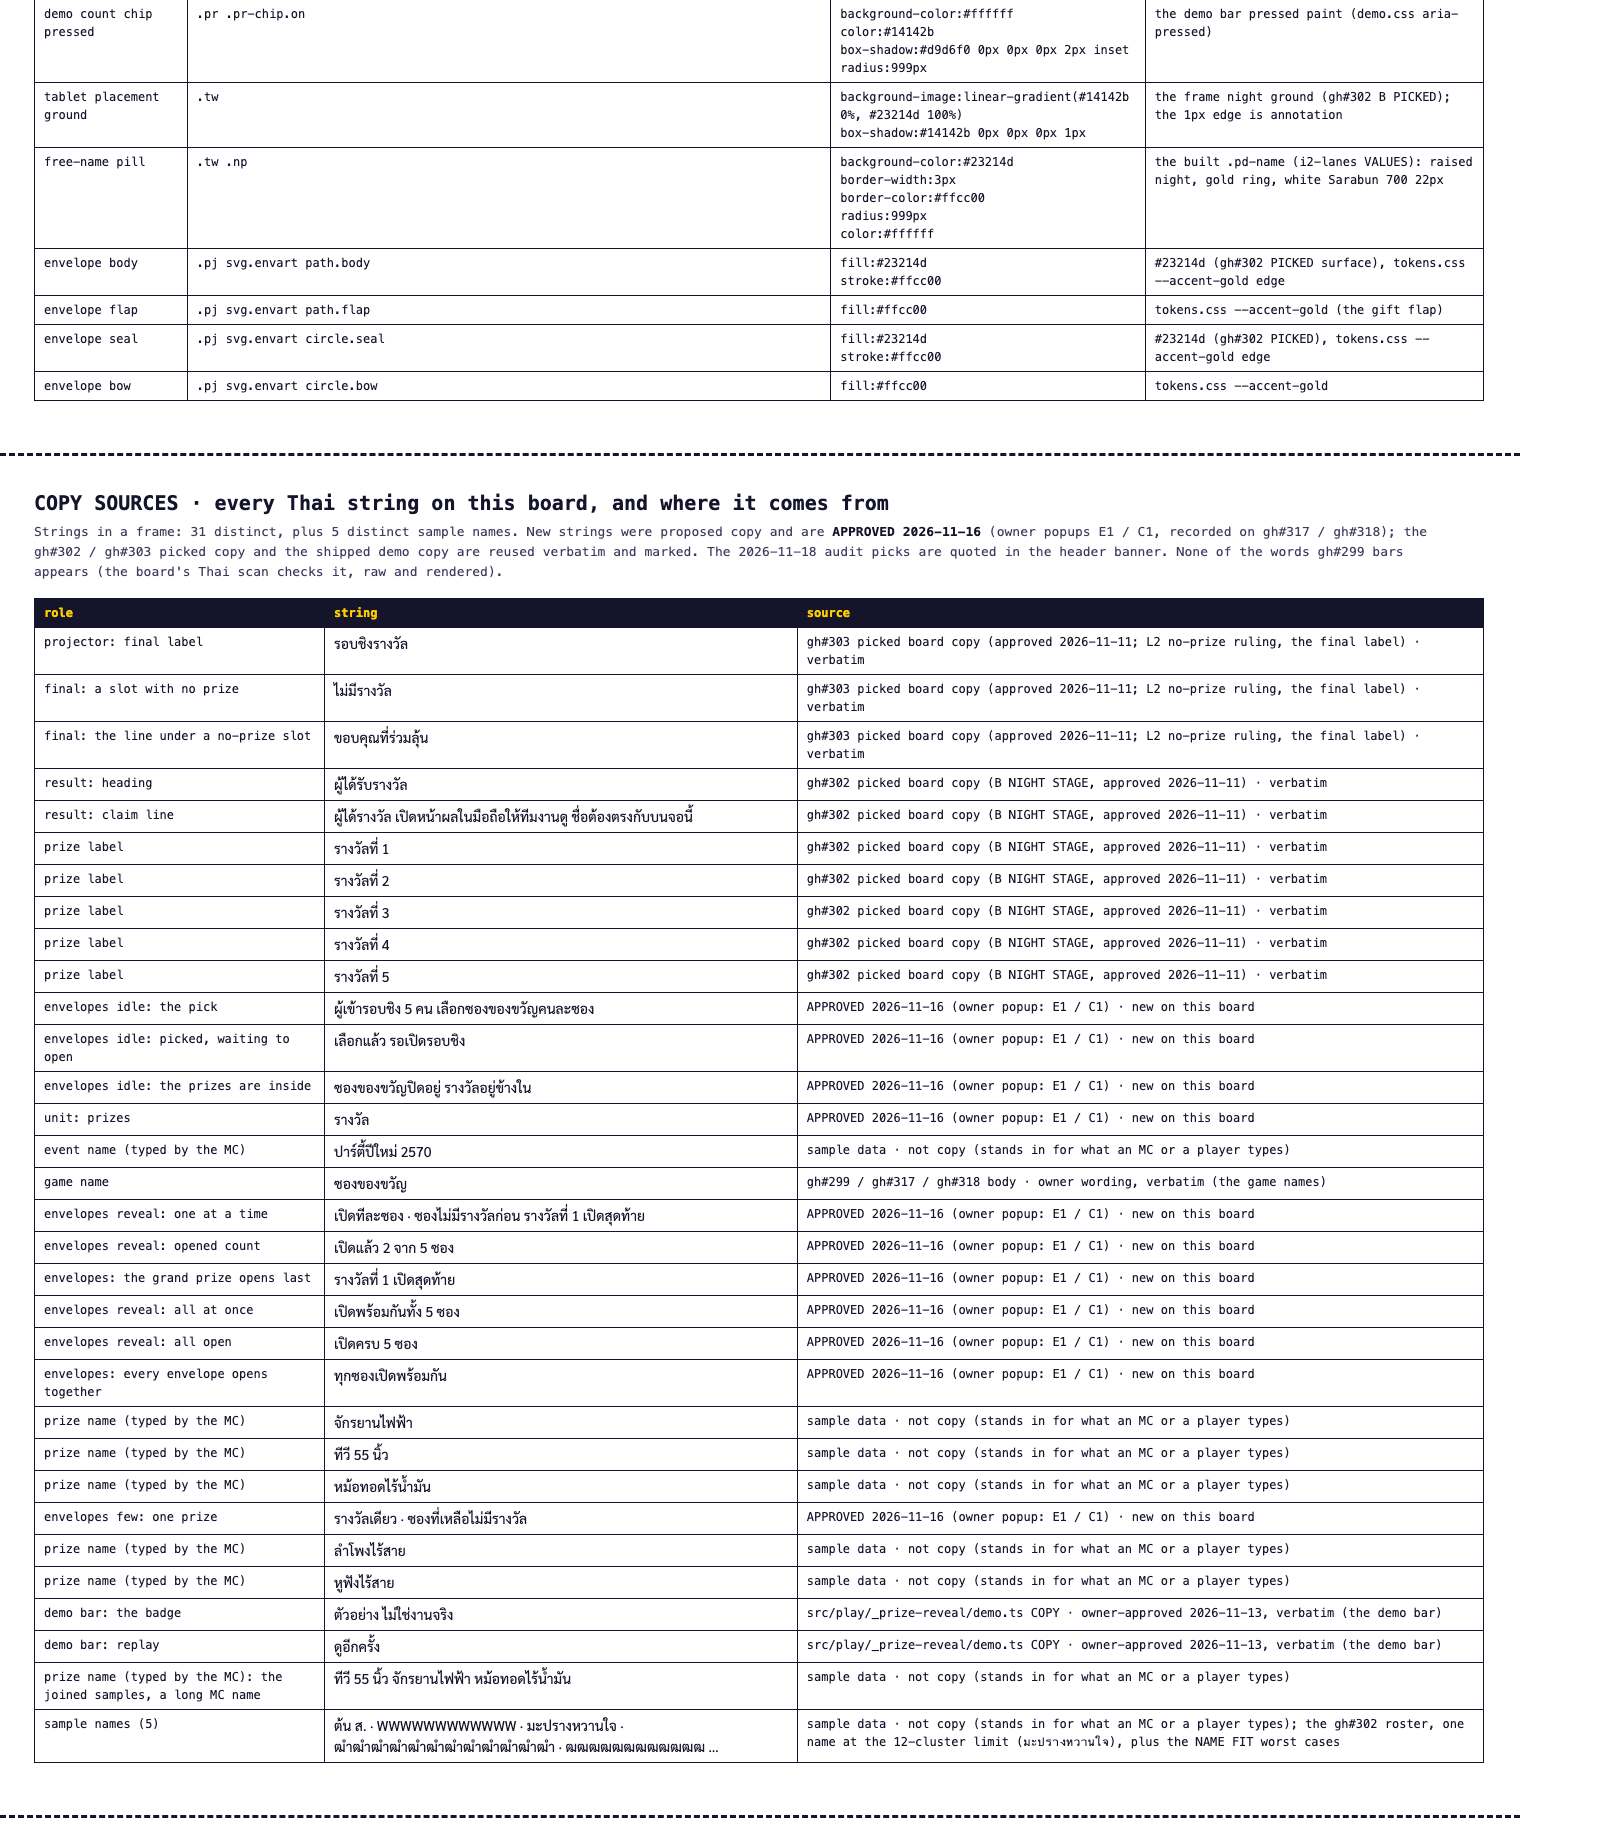 demo count chip
pressed
.pr .pr-chip.on
background-color:#ffffff
color:#14142b
box-shadow:#d9d6f0 0px 0px 0px 2px inset
radius:999px
the demo bar pressed paint (demo.css aria-
pressed)
tablet placement
ground
.tw
background-image:linear-gradient(#14142b
0%, #23214d 100%)
box-shadow:#14142b 0px 0px 0px 1px
the frame night ground (gh#302 B PICKED);
the 1px edge is annotation
free-name pill
.tw .np
background-color:#23214d
border-width:3px
border-color:#ffcc00
radius:999px
color:#ffffff
the built .pd-name (i2-lanes VALUES): raised
night, gold ring, white Sarabun 700 22px
envelope body
.pj svg.envart path.body
fill:#23214d
stroke:#ffcc00
#23214d (gh#302 PICKED surface), tokens.css
--accent-gold edge
envelope flap
.pj svg.envart path.flap
fill:#ffcc00
tokens.css --accent-gold (the gift flap)
envelope seal
.pj svg.envart circle.seal
fill:#23214d
stroke:#ffcc00
#23214d (gh#302 PICKED), tokens.css --
accent-gold edge
envelope bow
.pj svg.envart circle.bow
fill:#ffcc00
tokens.css --accent-gold
COPY SOURCES · every Thai string on this board, and where it comes from
Strings in a frame: 31 distinct, plus 5 distinct sample names. New strings were proposed copy and are APPROVED 2026-11-16 (owner popups E1 / C1, recorded on gh#317 / gh#318); the
gh#302 / gh#303 picked copy and the shipped demo copy are reused verbatim and marked. The 2026-11-18 audit picks are quoted in the header banner. None of the words gh#299 bars
appears (the board's Thai scan checks it, raw and rendered).
role string source
projector: final label
รอบชิงรางวัล
gh#303 picked board copy (approved 2026-11-11; L2 no-prize ruling, the final label) ·
verbatim
final: a slot with no prize
ไม่มีรางวัล
gh#303 picked board copy (approved 2026-11-11; L2 no-prize ruling, the final label) ·
verbatim
final: the line under a no-prize slot
ขอบคุณที่ร่วมลุ้น
gh#303 picked board copy (approved 2026-11-11; L2 no-prize ruling, the final label) ·
verbatim
result: heading ผู้ได้รับรางวัล gh#302 picked board copy (B NIGHT STAGE, approved 2026-11-11) · verbatim
result: claim line ผู้ได้รางวัล เปิดหน้าผลในมือถือให้ทีมงานดู ชื่อต้องตรงกับบนจอนี้ gh#302 picked board copy (B NIGHT STAGE, approved 2026-11-11) · verbatim
prize label รางวัลที่ 1 gh#302 picked board copy (B NIGHT STAGE, approved 2026-11-11) · verbatim
prize label รางวัลที่ 2 gh#302 picked board copy (B NIGHT STAGE, approved 2026-11-11) · verbatim
prize label รางวัลที่ 3 gh#302 picked board copy (B NIGHT STAGE, approved 2026-11-11) · verbatim
prize label รางวัลที่ 4 gh#302 picked board copy (B NIGHT STAGE, approved 2026-11-11) · verbatim
prize label รางวัลที่ 5 gh#302 picked board copy (B NIGHT STAGE, approved 2026-11-11) · verbatim
envelopes idle: the pick ผู้เข้ารอบชิง 5 คน เลือกซองของขวัญคนละซอง APPROVED 2026-11-16 (owner popup: E1 / C1) · new on this board
envelopes idle: picked, waiting to
open
เลือกแล้ว รอเปิดรอบชิง
APPROVED 2026-11-16 (owner popup: E1 / C1) · new on this board
envelopes idle: the prizes are inside ซองของขวัญปิดอยู่ รางวัลอยู่ข้างใน APPROVED 2026-11-16 (owner popup: E1 / C1) · new on this board
unit: prizes รางวัล APPROVED 2026-11-16 (owner popup: E1 / C1) · new on this board
event name (typed by the MC) ปาร์ตี้ปีใหม่ 2570 sample data · not copy (stands in for what an MC or a player types)
game name ซองของขวัญ gh#299 / gh#317 / gh#318 body · owner wording, verbatim (the game names)
envelopes reveal: one at a time เปิดทีละซอง · ซองไม่มีรางวัลก่อน รางวัลที่ 1 เปิดสุดท้าย APPROVED 2026-11-16 (owner popup: E1 / C1) · new on this board
envelopes reveal: opened count เปิดแล้ว 2 จาก 5 ซอง APPROVED 2026-11-16 (owner popup: E1 / C1) · new on this board
envelopes: the grand prize opens last รางวัลที่ 1 เปิดสุดท้าย APPROVED 2026-11-16 (owner popup: E1 / C1) · new on this board
envelopes reveal: all at once เปิดพร้อมกันทั้ง 5 ซอง APPROVED 2026-11-16 (owner popup: E1 / C1) · new on this board
envelopes reveal: all open เปิดครบ 5 ซอง APPROVED 2026-11-16 (owner popup: E1 / C1) · new on this board
envelopes: every envelope opens
together
ทุกซองเปิดพร้อมกัน
APPROVED 2026-11-16 (owner popup: E1 / C1) · new on this board
prize name (typed by the MC) จักรยานไฟฟ้า sample data · not copy (stands in for what an MC or a player types)
prize name (typed by the MC) ทีวี 55 นิ้ว sample data · not copy (stands in for what an MC or a player types)
prize name (typed by the MC) หม้อทอดไร้น้ำมัน sample data · not copy (stands in for what an MC or a player types)
envelopes few: one prize รางวัลเดียว · ซองที่เหลือไม่มีรางวัล APPROVED 2026-11-16 (owner popup: E1 / C1) · new on this board
prize name (typed by the MC) ลำโพงไร้สาย sample data · not copy (stands in for what an MC or a player types)
prize name (typed by the MC) หูฟังไร้สาย sample data · not copy (stands in for what an MC or a player types)
demo bar: the badge ตัวอย่าง ไม่ใช่งานจริง src/play/_prize-reveal/demo.ts COPY · owner-approved 2026-11-13, verbatim (the demo bar)
demo bar: replay ดูอีกครั้ง src/play/_prize-reveal/demo.ts COPY · owner-approved 2026-11-13, verbatim (the demo bar)
prize name (typed by the MC): the
joined samples, a long MC name
ทีวี 55 นิ้ว จักรยานไฟฟ้า หม้อทอดไร้น้ำมัน
sample data · not copy (stands in for what an MC or a player types)
sample names (5)
ต้น ส. · WWWWWWWWWWWW · มะปรางหวานใจ ·
sample data · not copy (stands in for what an MC or a player types); the gh#302 roster, one
name at the 12-cluster limit (มะปรางหวานใจ), plus the NAME FIT worst cases